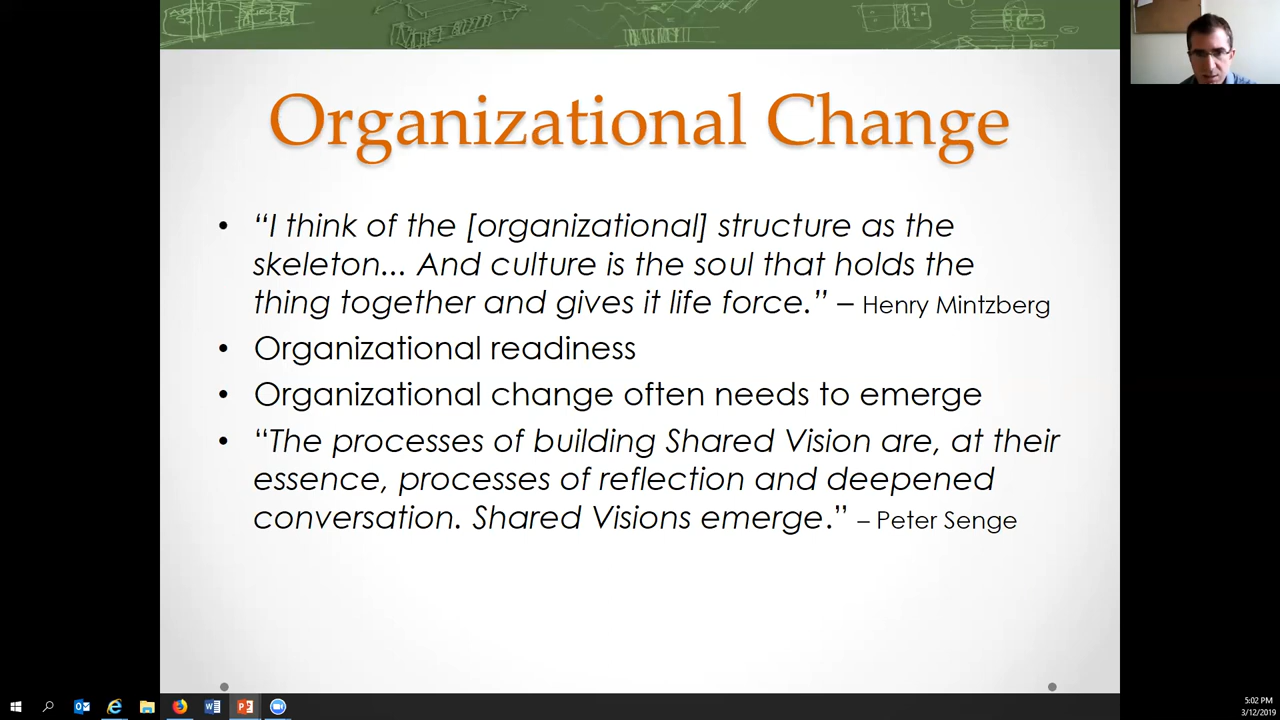 Organizational Change
• “I think of the [organizational] structure as the
skeleton... And culture is the soul that holds the
thing together and gives it life force.” – Henry Mintzberg
• Organizational readiness
• Organizational change often needs to emerge
• “The processes of building Shared Vision are, at their
essence, processes of reflection and deepened
conversation. Shared Visions emerge.” – Peter Senge
5:02 PM
3/12/2019